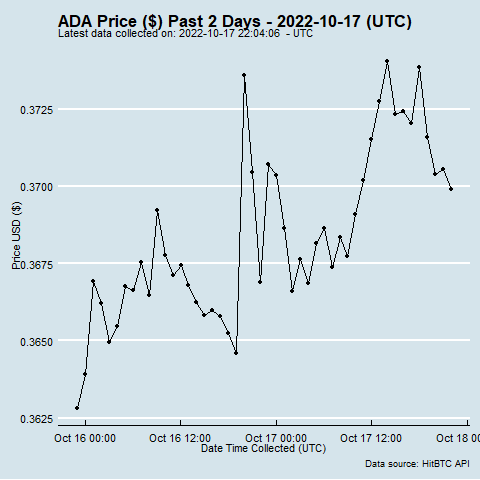 ADA Price ($) Past 2 Days - 2022-10-17 (UTC)
Latest data collected on: 2022-10-17 22:04:06 - UTC
Price USD ($)
0.3725
0.3700
0.3675
0.3650
0.3625
Oct 16 00:00 Oct 16 12:00 Oct 17 00:00 Oct 17 12:00 Oct 18 0
Date Time Collected (UTC)
Data source: HitBTC API